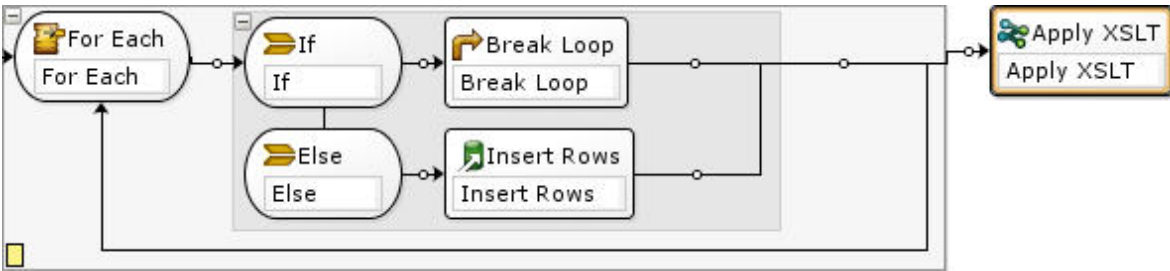 For Each
For Each
If
If
Break Loop
Break Loop
Else
Else
Insert Rows
Insert Rows
Apply XSLT
Apply XSLT